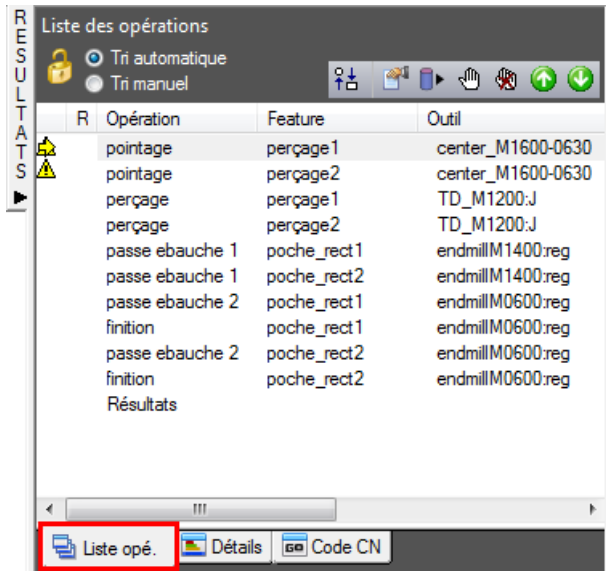 RESULTATS
Liste des opérations
Tri automatique
Tri manuel
R Opération Feature Outil
pointage perçage1 center_M1600-0630
pointage perçage2 center_M1600-0630
perçage perçage1 TD_M1200:J
perçage perçage2 TD_M1200:J
passe ebauche 1 poche_rect1 endmillM1400:reg
passe ebauche 1 poche_rect2 endmillM1400:reg
passe ebauche 2 poche_rect1 endmillM0600:reg
finition poche_rect1 endmillM0600:reg
passe ebauche 2 poche_rect2 endmillM0600:reg
finition poche_rect2 endmillM0600:reg
Résultats
Liste opé. Détails GO Code CN